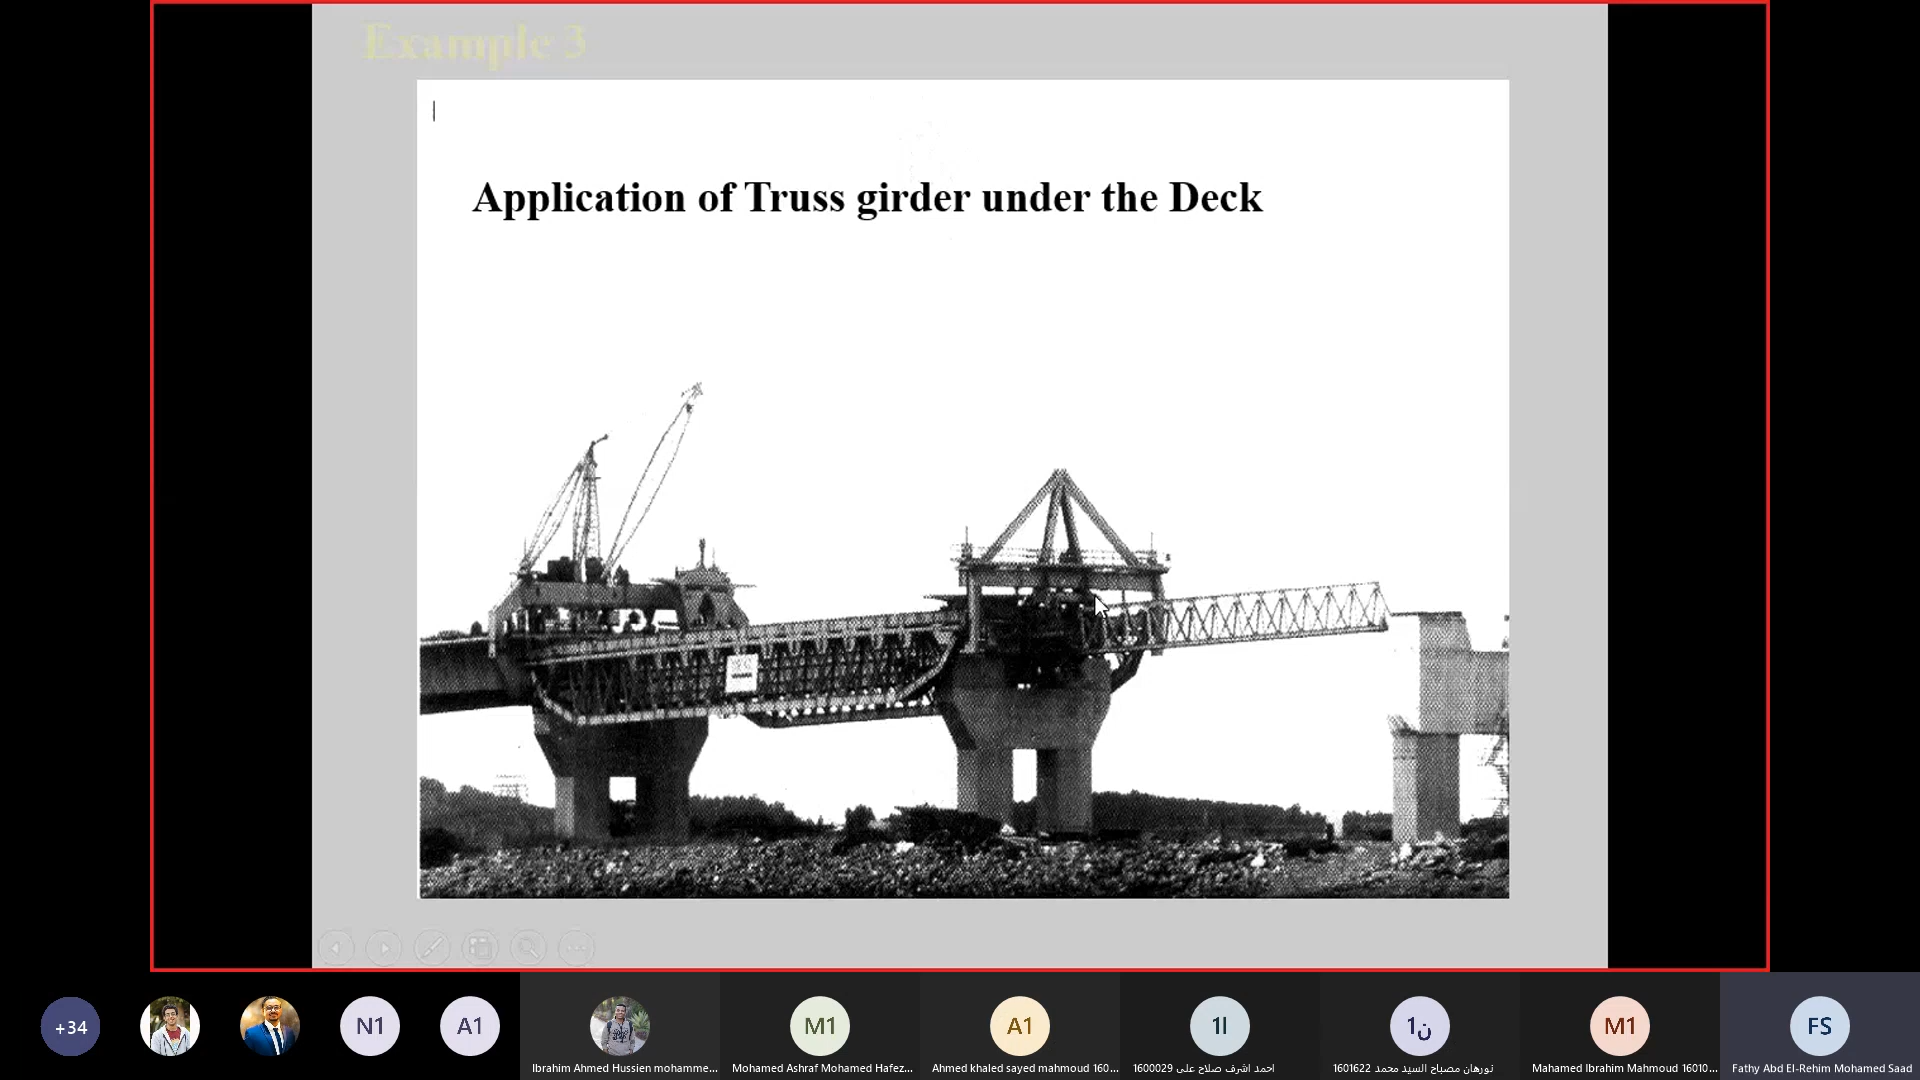 Example 3
Application of Truss girder under the Deck
+34
N1
A1
M1
A1
1ا
ن1
M1
FS
Ibrahim Ahmed Hussien mohamme...
Mohamed Ashraf Mohamed Hafez...
Ahmed khaled sayed mahmoud 160...
احمد اشرف صلاح على 1600029
نورهان مصباح السيد محمد 1601622
Mahamed Ibrahim Mahmoud 16010...
Fathy Abd El-Rehim Mohamed Saad